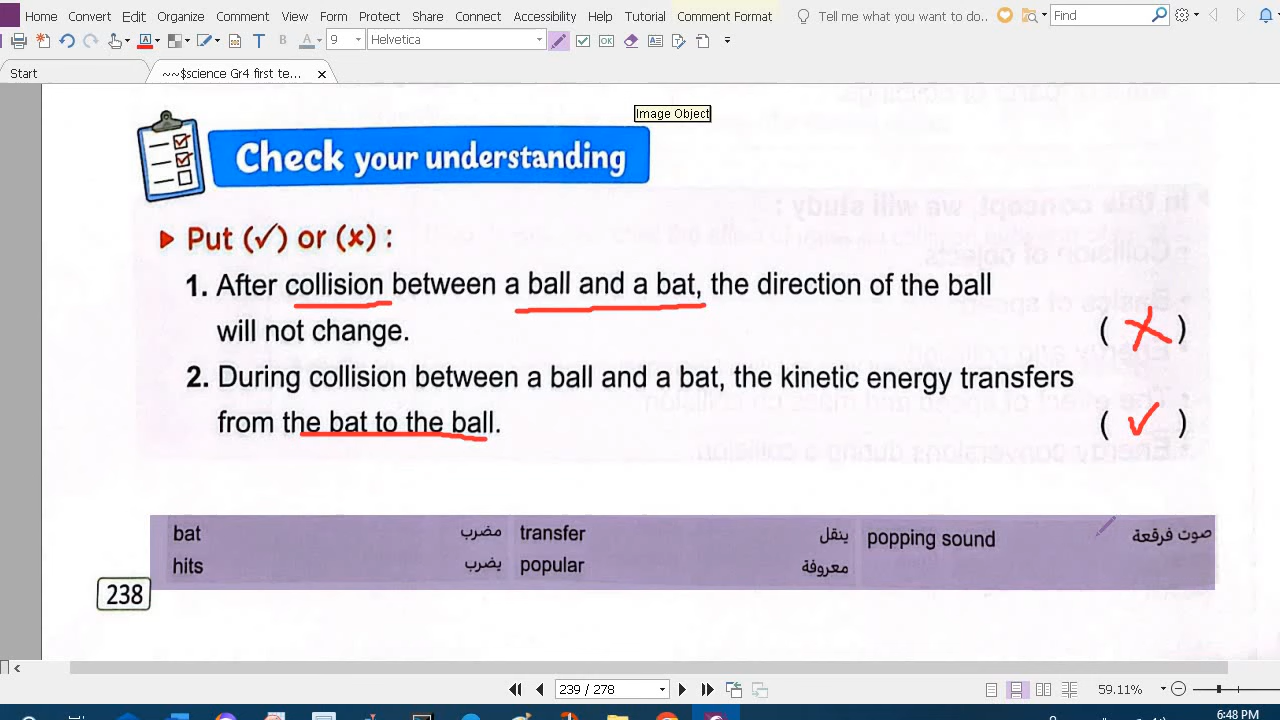 Home Convert Edit Organize Comment View Form Protect Share Connect Accessibility Help Tutorial Comment Format Tell me what you want to do.. Find
9 Helvetica
Start ~~$science Gr4 first te...
Image Object
Check your understanding
Put (✓) or (x) :
1. After collision between a ball and a bat, the direction of the ball
will not change. ( X )
2. During collision between a ball and a bat, the kinetic energy transfers
from the bat to the ball. ( ✓ )
bat مضرب transfer ينقل popping sound صوت فرقعة
hits يضرب popular معروفة
238
239 / 278 59.11%
6:48 PM